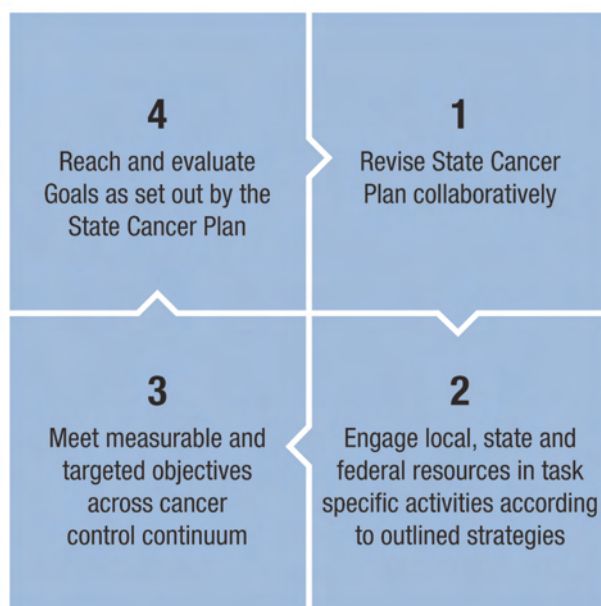 4
Reach and evaluate
Goals as set out by the
State Cancer Plan
1
Revise State Cancer
Plan collaboratively
3
Meet measurable and
targeted objectives
across cancer
control continuum
2
Engage local, state and
federal resources in task
specific activities according
to outlined strategies